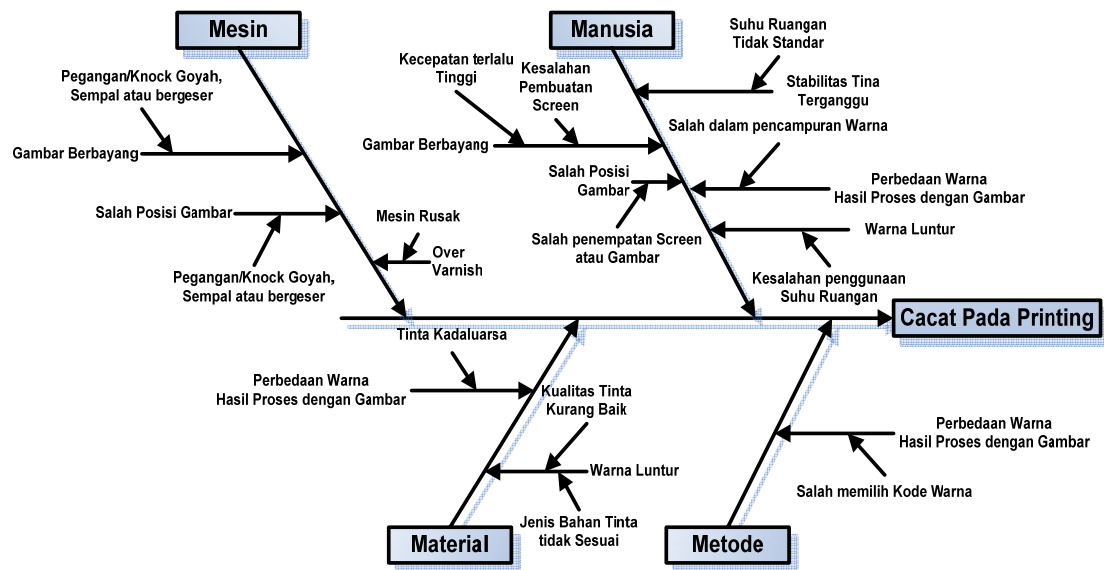 Mesin
Manusia
Suhu Ruangan
Tidak Standar
Pegangan/Knock Goyah,
Sempal atau bergeser
Kecepatan terlalu
Tinggi
Kesalahan
Pembuatan
Screen
Stabilitas Tina
Terganggu
Salah dalam pencampuran Warna
Gambar Berbayang
Gambar Berbayang
Salah Posisi
Gambar
Perbedaan Warna
Hasil Proses dengan Gambar
Salah Posisi Gambar
Mesin Rusak
Salah penempatan Screen
atau Gambar
Warna Luntur
Over
Varnish
Pegangan/Knock Goyah,
Sempal atau bergeser
Kesalahan penggunaan
Suhu Ruangan
Cacat Pada Printing
Tinta Kadaluarsa
Perbedaan Warna
Hasil Proses dengan Gambar
Kualitas Tinta
Kurang Baik
Perbedaan Warna
Hasil Proses dengan Gambar
Warna Luntur
Salah memilih Kode Warna
Jenis Bahan Tinta
tidak Sesuai
Material
Metode